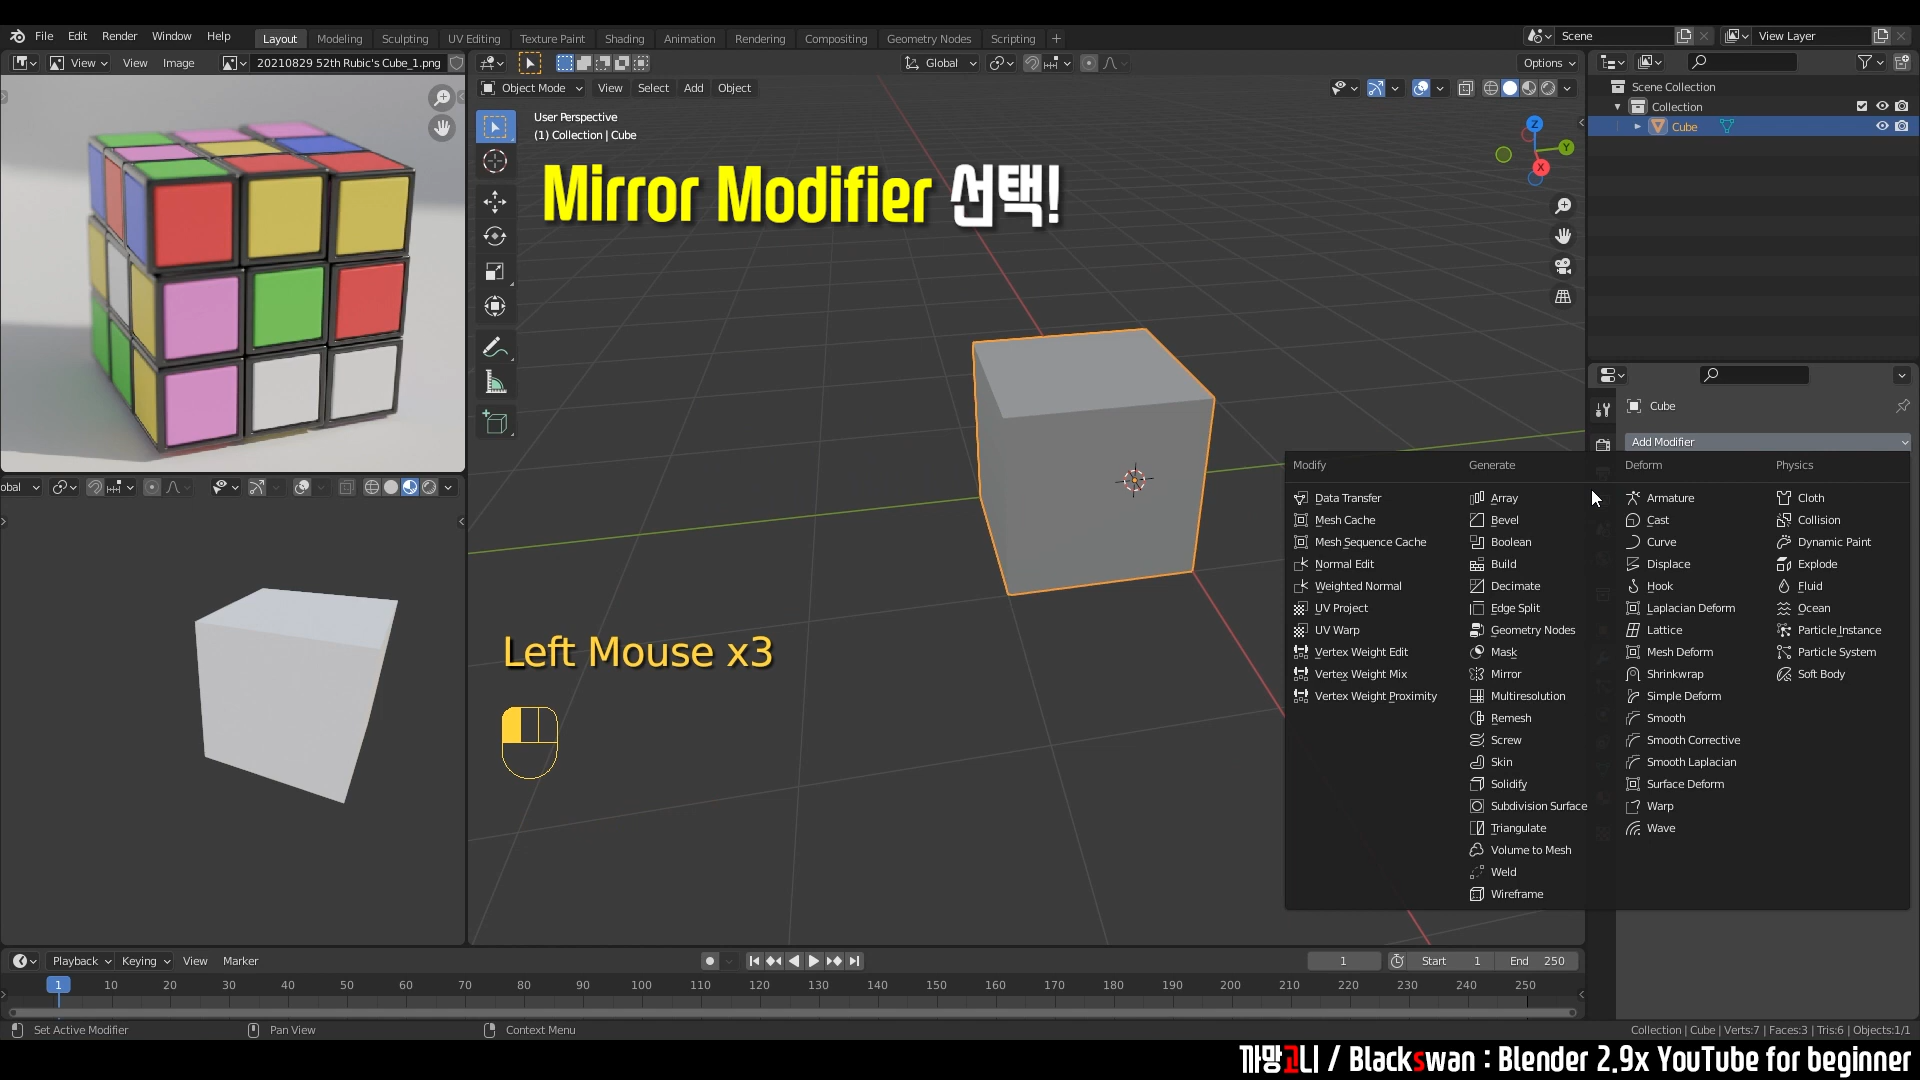 File Edit Render Window Help
Layout Modeling Sculpting UV Editing Texture Paint Shading Animation Rendering Compositing Geometry Nodes Scripting
Scene
View Layer
View View Image 20210829 52th Rubic's Cube_1.png
Global
Options
Object Mode View Select Add Object
User Perspective
(1) Collection | Cube
Mirror Modifier 선택!
Scene Collection
Collection
Cube
Cube
Add Modifier
Modify
Data Transfer
Mesh Cache
Mesh Sequence Cache
Normal Edit
Weighted Normal
UV Project
UV Warp
Vertex Weight Edit
Vertex Weight Mix
Vertex Weight Proximity
Generate
Array
Bevel
Boolean
Build
Decimate
Edge Split
Geometry Nodes
Mask
Mirror
Multiresolution
Remesh
Screw
Skin
Solidify
Subdivision Surface
Triangulate
Volume to Mesh
Weld
Wireframe
Deform
Armature
Cast
Curve
Displace
Hook
Laplacian Deform
Lattice
Mesh Deform
Shrinkwrap
Simple Deform
Smooth
Smooth Corrective
Smooth Laplacian
Surface Deform
Warp
Wave
Physics
Cloth
Collision
Dynamic Paint
Explode
Fluid
Ocean
Particle Instance
Particle System
Soft Body
X
Y
Z
obal
Left Mouse x3
Playback Keying View Marker
1 Start 1 End 250
1 10 20 30 40 50 60 70 80 90 100 110 120 130 140 150 160 170 180 190 200 210 220 230 240 250
Set Active Modifier Pan View Context Menu
Collection | Cube | Verts:7 | Faces:3 | Tris:6 | Objects:1/1
까망고니 / Blackswan : Blender 2.9x YouTube for beginner